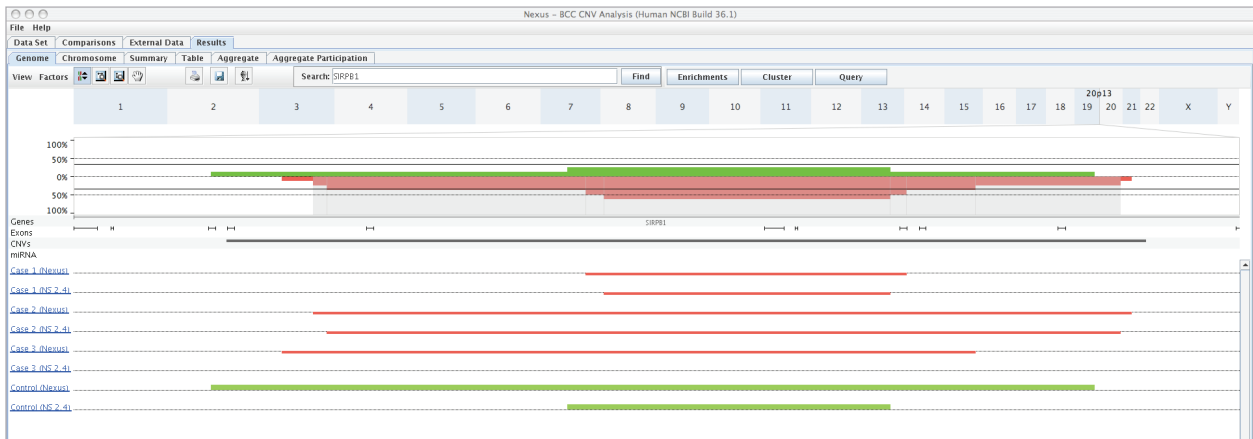 Nexus – BCC CNV Analysis (Human NCBI Build 36.1)
File Help
Data Set Comparisons External Data Results
Genome Chromosome Summary Table Aggregate Aggregate Participation
View Factors Search: SIRPB1 Find Enrichments Cluster Query
20p13
1 2 3 4 5 6 7 8 9 10 11 12 13 14 15 16 17 18 19 20 21 22 X Y
100%
50%
0%
50%
100%
Genes SIRPB1
Exons
CNVs
miRNA
Case 1 (Nexus)
Case 1 (NS 2.4)
Case 2 (Nexus)
Case 2 (NS 2.4)
Case 3 (Nexus)
Case 3 (NS 2.4)
Control (Nexus)
Control (NS 2.4)